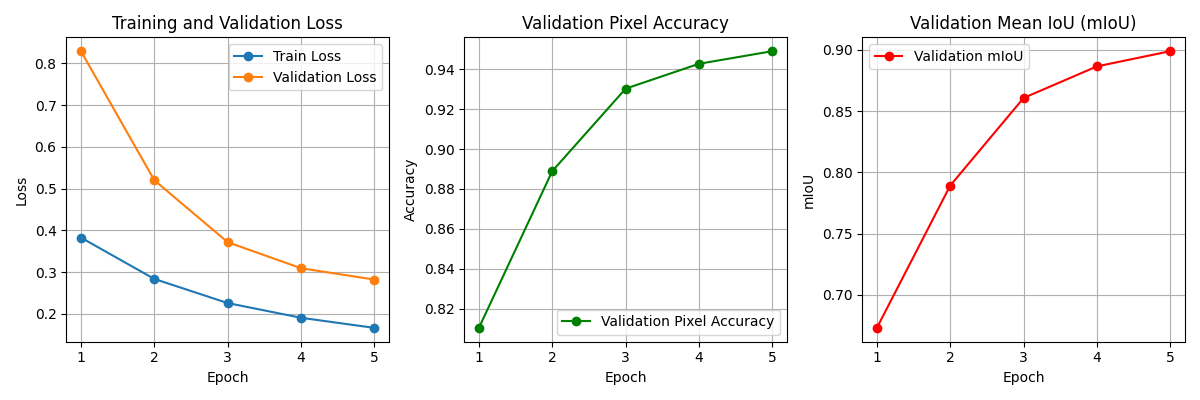 Training and Validation Loss
Train Loss
Validation Loss
0.8
0.7
0.6
0.5
0.4
0.3
0.2
Loss
1 2 3 4 5
Epoch
Validation Pixel Accuracy
0.94
0.92
0.90
0.88
0.86
0.84
0.82
Accuracy
Validation Pixel Accuracy
1 2 3 4 5
Epoch
Validation Mean IoU (mIoU)
Validation mIoU
0.90
0.85
0.80
0.75
0.70
mIoU
1 2 3 4 5
Epoch